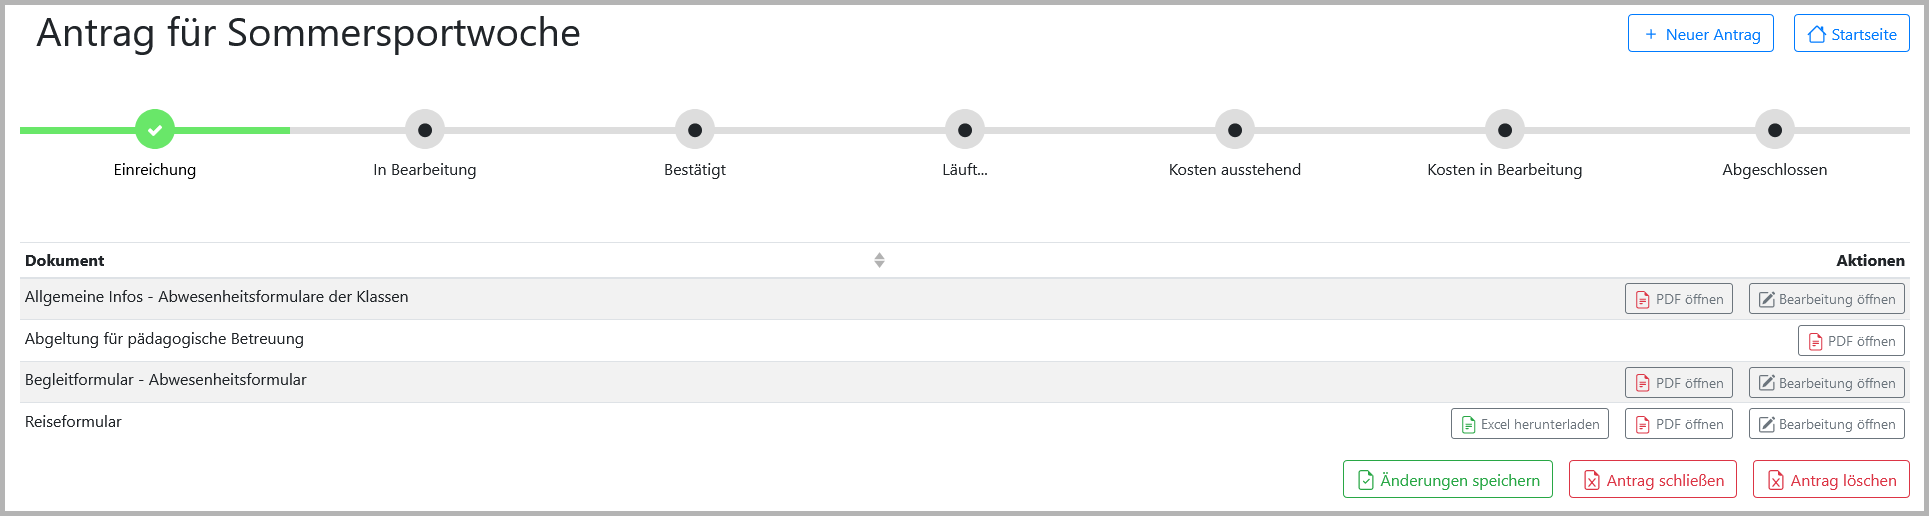 Antrag für Sommersportwoche
Neuer Antrag
Startseite
Einreichung
In Bearbeitung
Bestätigt
Läuft...
Kosten ausstehend
Kosten in Bearbeitung
Abgeschlossen
Dokument
Aktionen
Allgemeine Infos - Abwesenheitsformulare der Klassen
PDF öffnen
Bearbeitung öffnen
Abgeltung für pädagogische Betreuung
PDF öffnen
Begleitformular - Abwesenheitsformular
PDF öffnen
Bearbeitung öffnen
Reiseformular
Excel herunterladen
PDF öffnen
Bearbeitung öffnen
Änderungen speichern
Antrag schließen
Antrag löschen